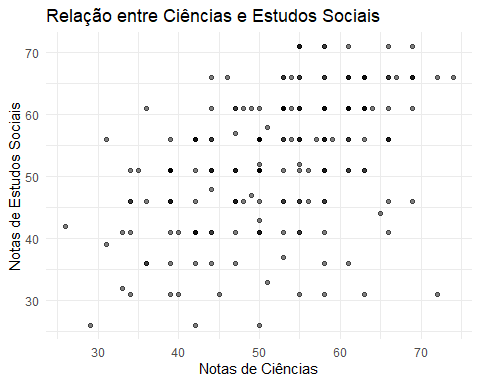 Relação entre Ciências e Estudos Sociais
Notas de Estudos Sociais
70
60
50
40
30
30 40 50 60 70
Notas de Ciências